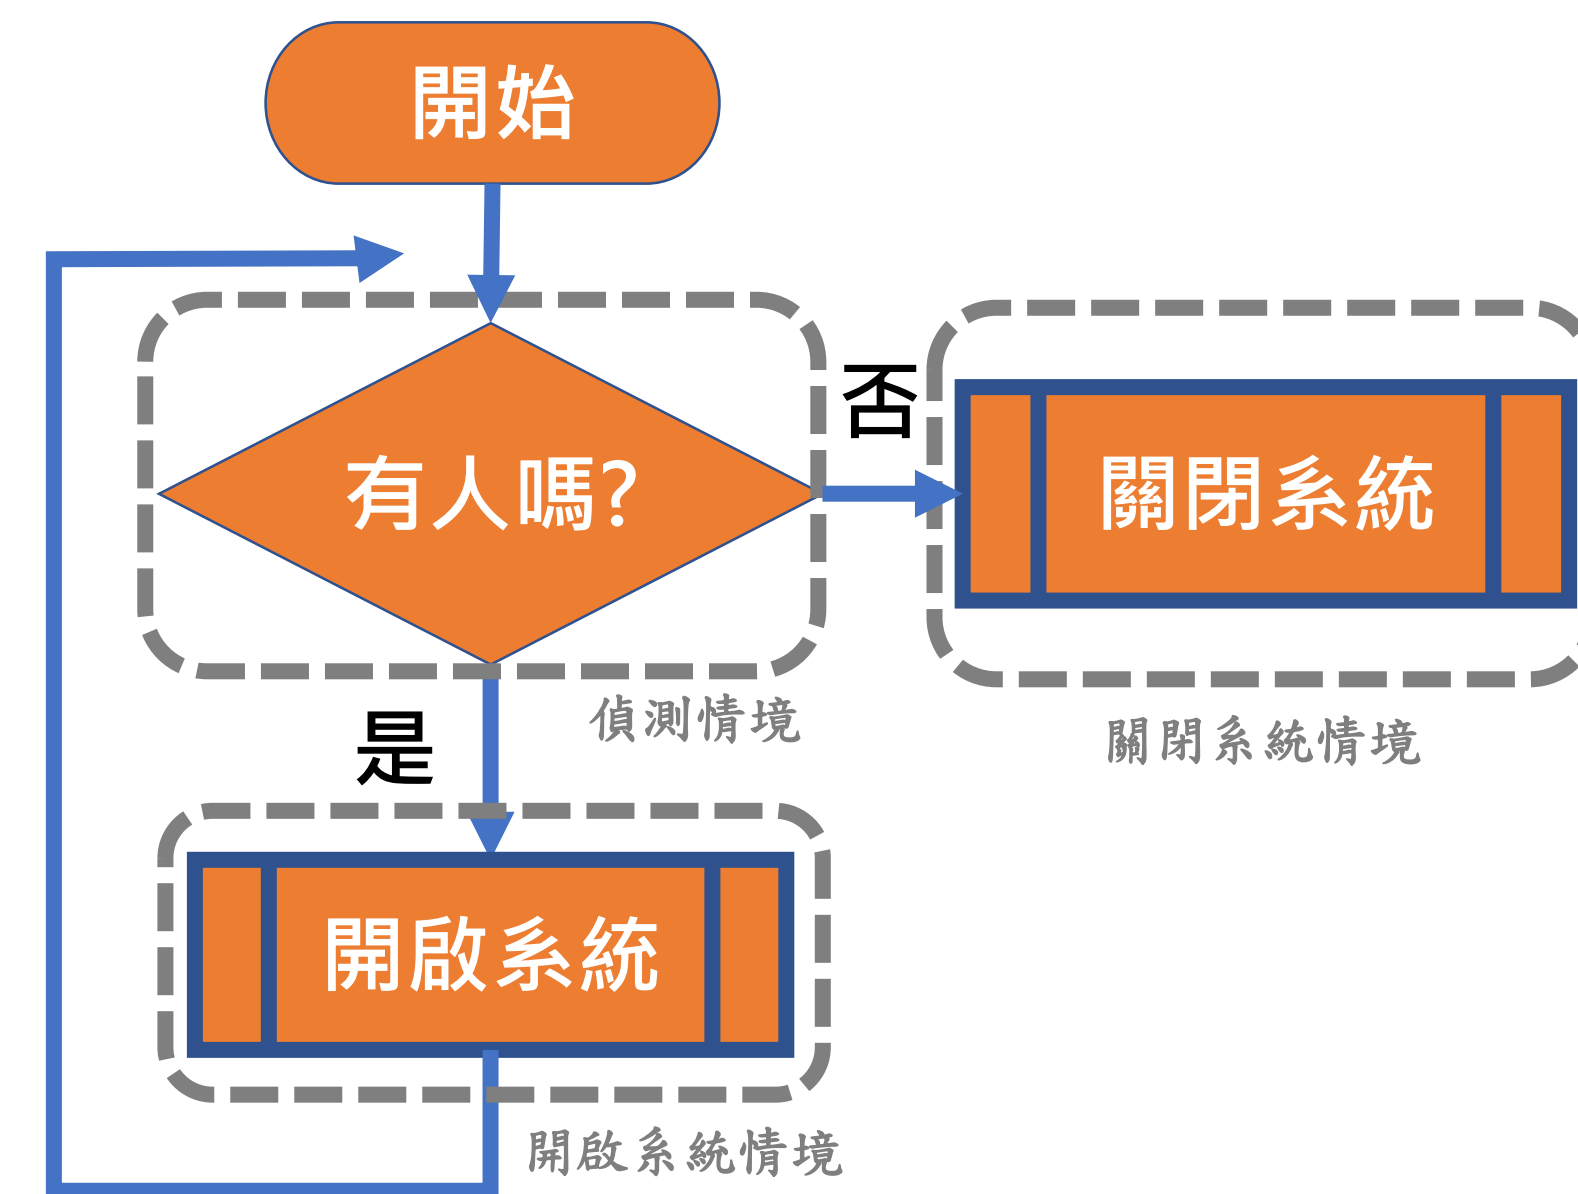 開始
否
有人嗎?
關閉系統
偵測情境
關閉系統情境
是
開啟系統
開啟系統情境